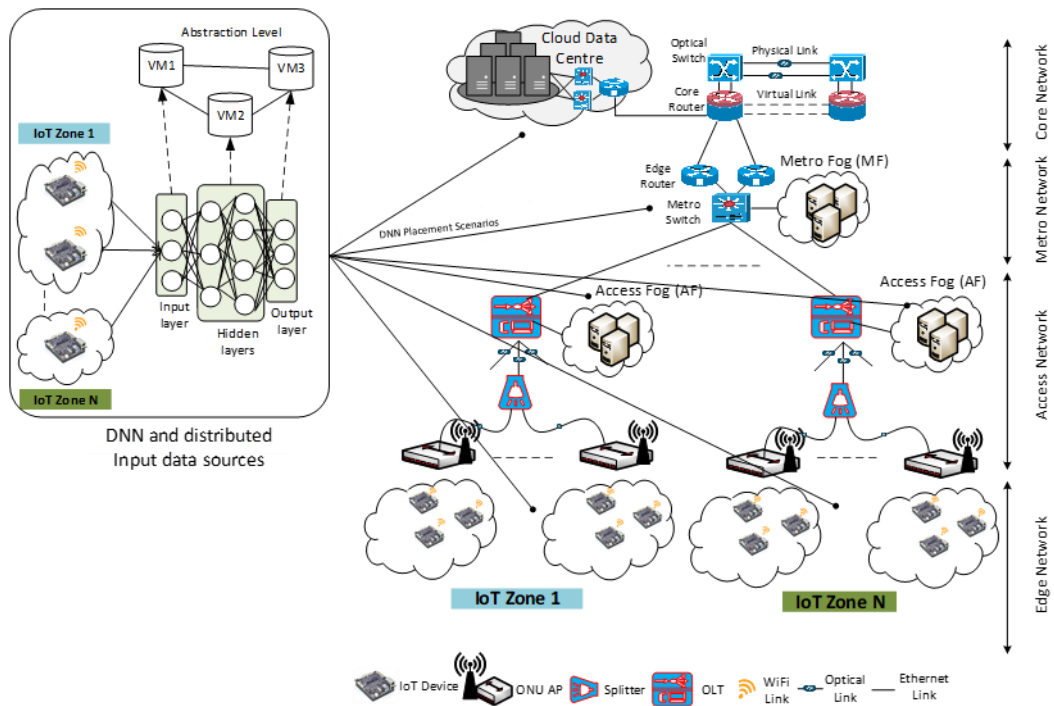 Abstraction Level
VM1
VM3
VM2
IoT Zone 1
IoT Zone N
Input
layer
Hidden
layers
Output
layer
DNN and distributed
Input data sources
DNN Placement Scenarios
Cloud Data
Centre
Optical
Switch
Physical Link
Core
Router
Virtual Link
Edge
Router
Metro Fog (MF)
Metro
Switch
Access Fog (AF)
Access Fog (AF)
IoT Zone 1
IoT Zone N
Core Network
Metro Network
Access Network
Edge Network
IoT Device
ONU AP
Splitter
OLT
WiFi
Link
Optical
Link
Ethernet
Link